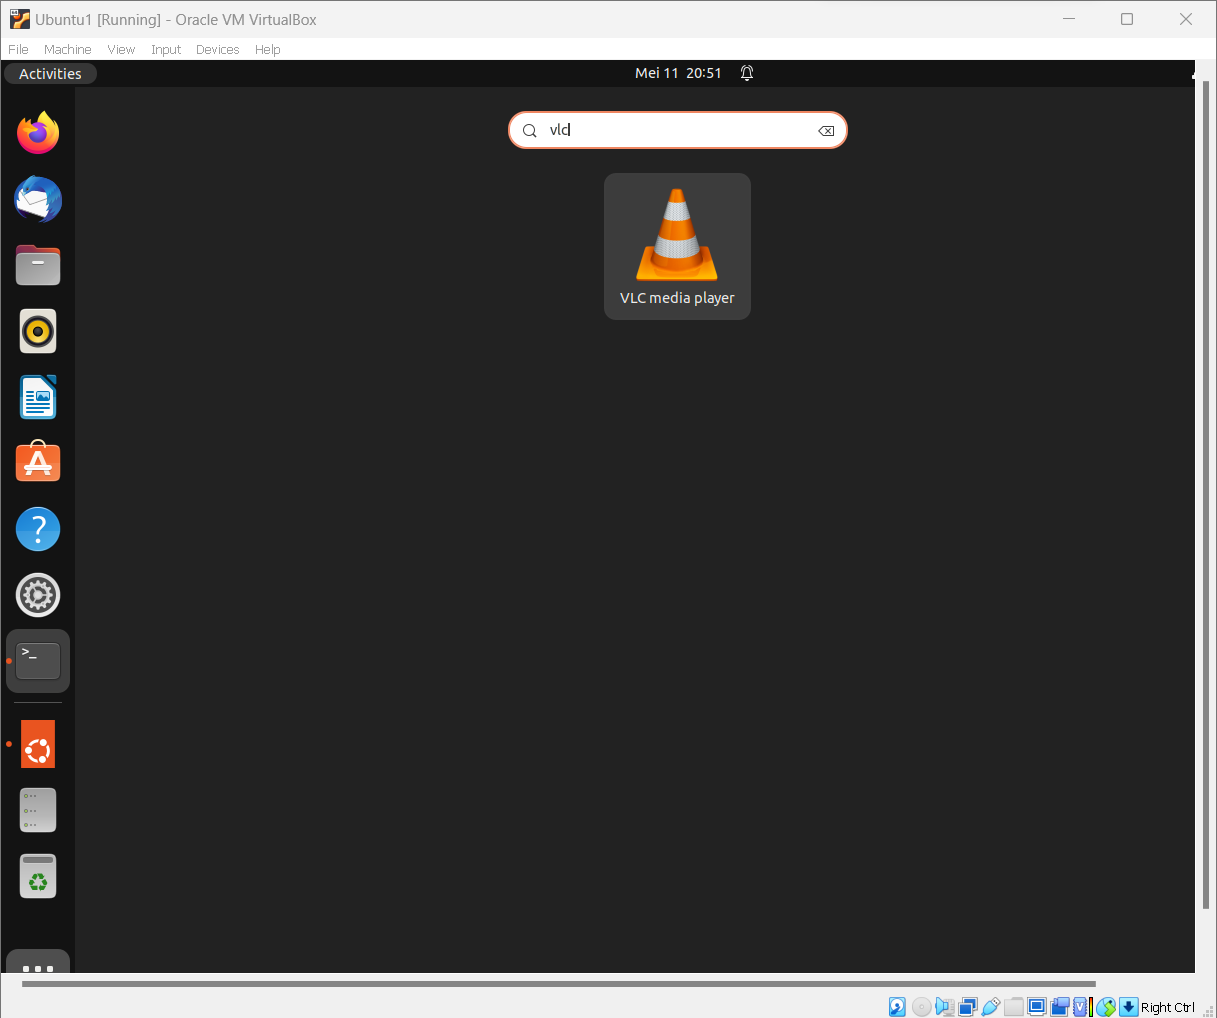 Ubuntu1 [Running] - Oracle VM VirtualBox
File Machine View Input Devices Help
Activities
Mei 11 20:51
vlc
VLC media player
?
>_
V
Right Ctrl